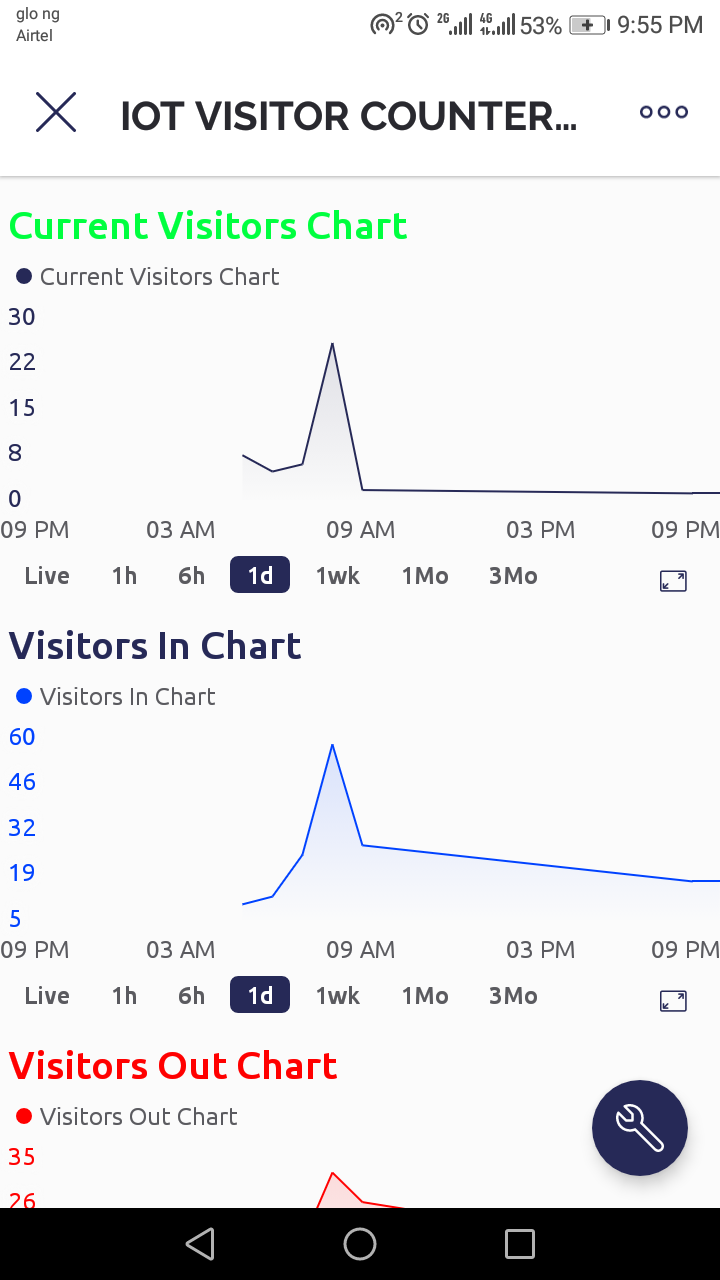 glo ng
Airtel
2 2G 4G 53% 9:55 PM
IOT VISITOR COUNTER...
Current Visitors Chart
Current Visitors Chart
30
22
15
8
0
09 PM 03 AM 09 AM 03 PM 09 PM
Live 1h 6h 1d 1wk 1Mo 3Mo
Visitors In Chart
Visitors In Chart
60
46
32
19
5
09 PM 03 AM 09 AM 03 PM 09 PM
Live 1h 6h 1d 1wk 1Mo 3Mo
Visitors Out Chart
Visitors Out Chart
35
26